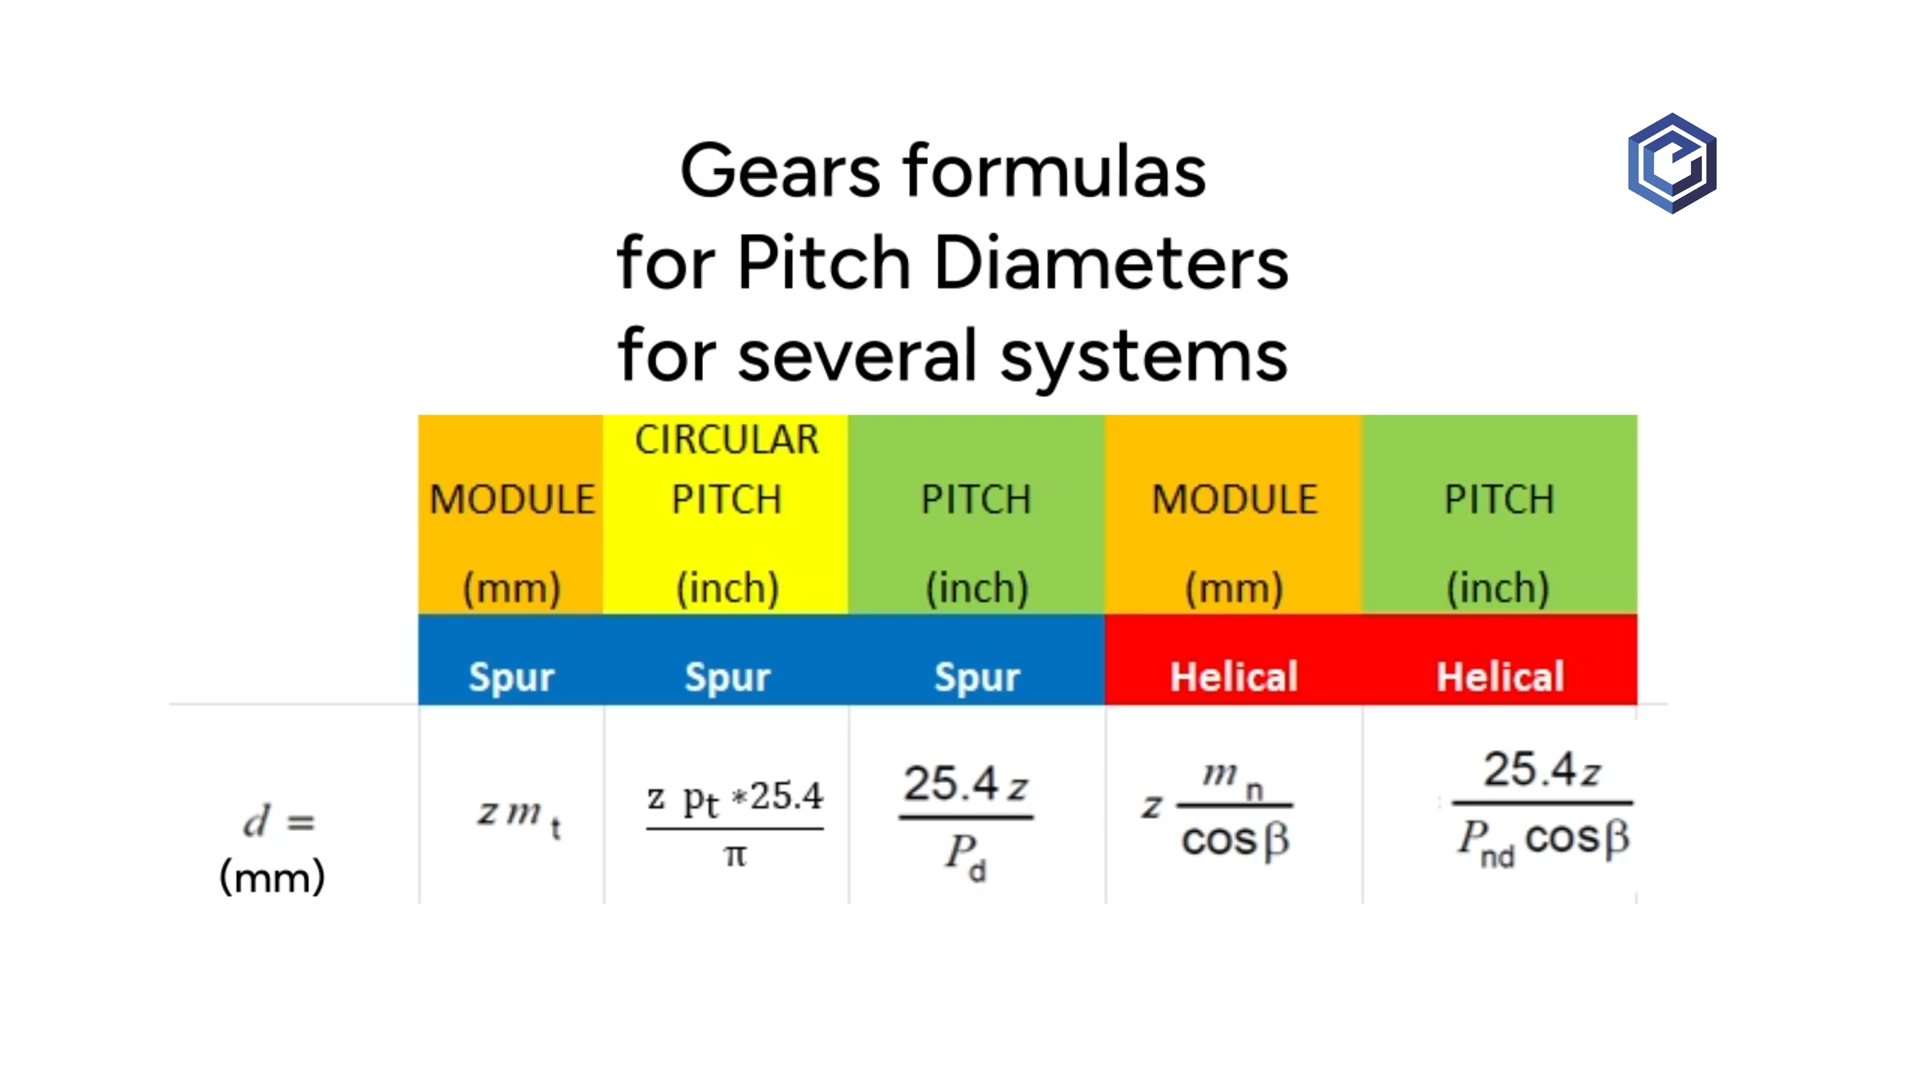 Gears formulas
for Pitch Diameters
for several systems
MODULE (mm)
CIRCULAR PITCH (inch)
PITCH (inch)
MODULE (mm)
PITCH (inch)
Spur Spur Spur Helical Helical
d = (mm)
z m t
z pt *25.4 / π
25.4 z / Pd
z mn / cosβ
25.4z / Pnd cosβ